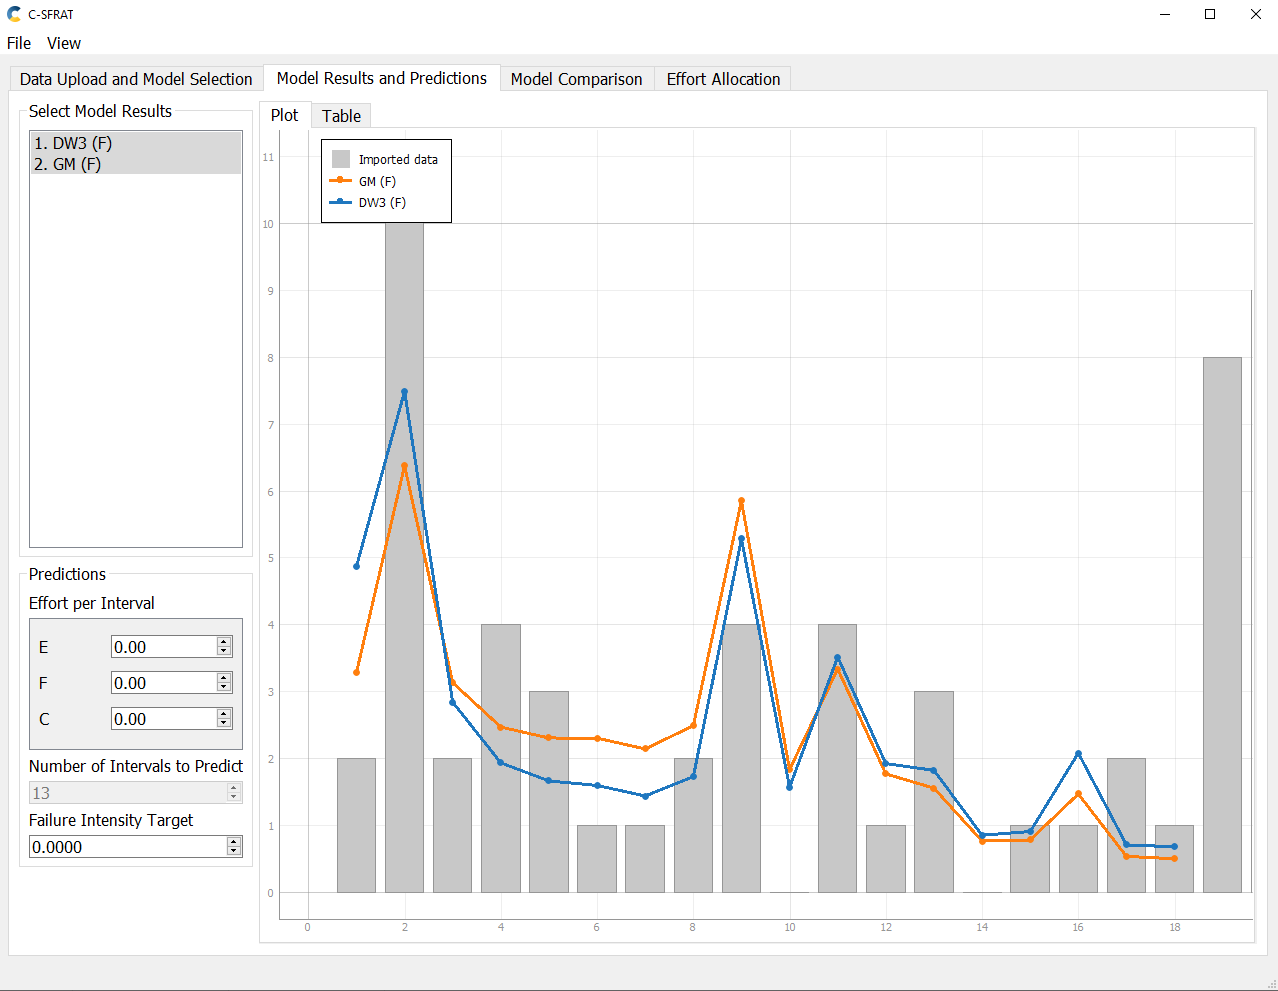 C-SFRAT
File View
Data Upload and Model Selection Model Results and Predictions Model Comparison Effort Allocation
Select Model Results
1. DW3 (F)
2. GM (F)
Predictions
Effort per Interval
E 0.00
F 0.00
C 0.00
Number of Intervals to Predict
13
Failure Intensity Target
0.0000
Plot Table
Imported data
GM (F)
DW3 (F)
11
10
9
8
7
6
5
4
3
2
1
0
0 2 4 6 8 10 12 14 16 18